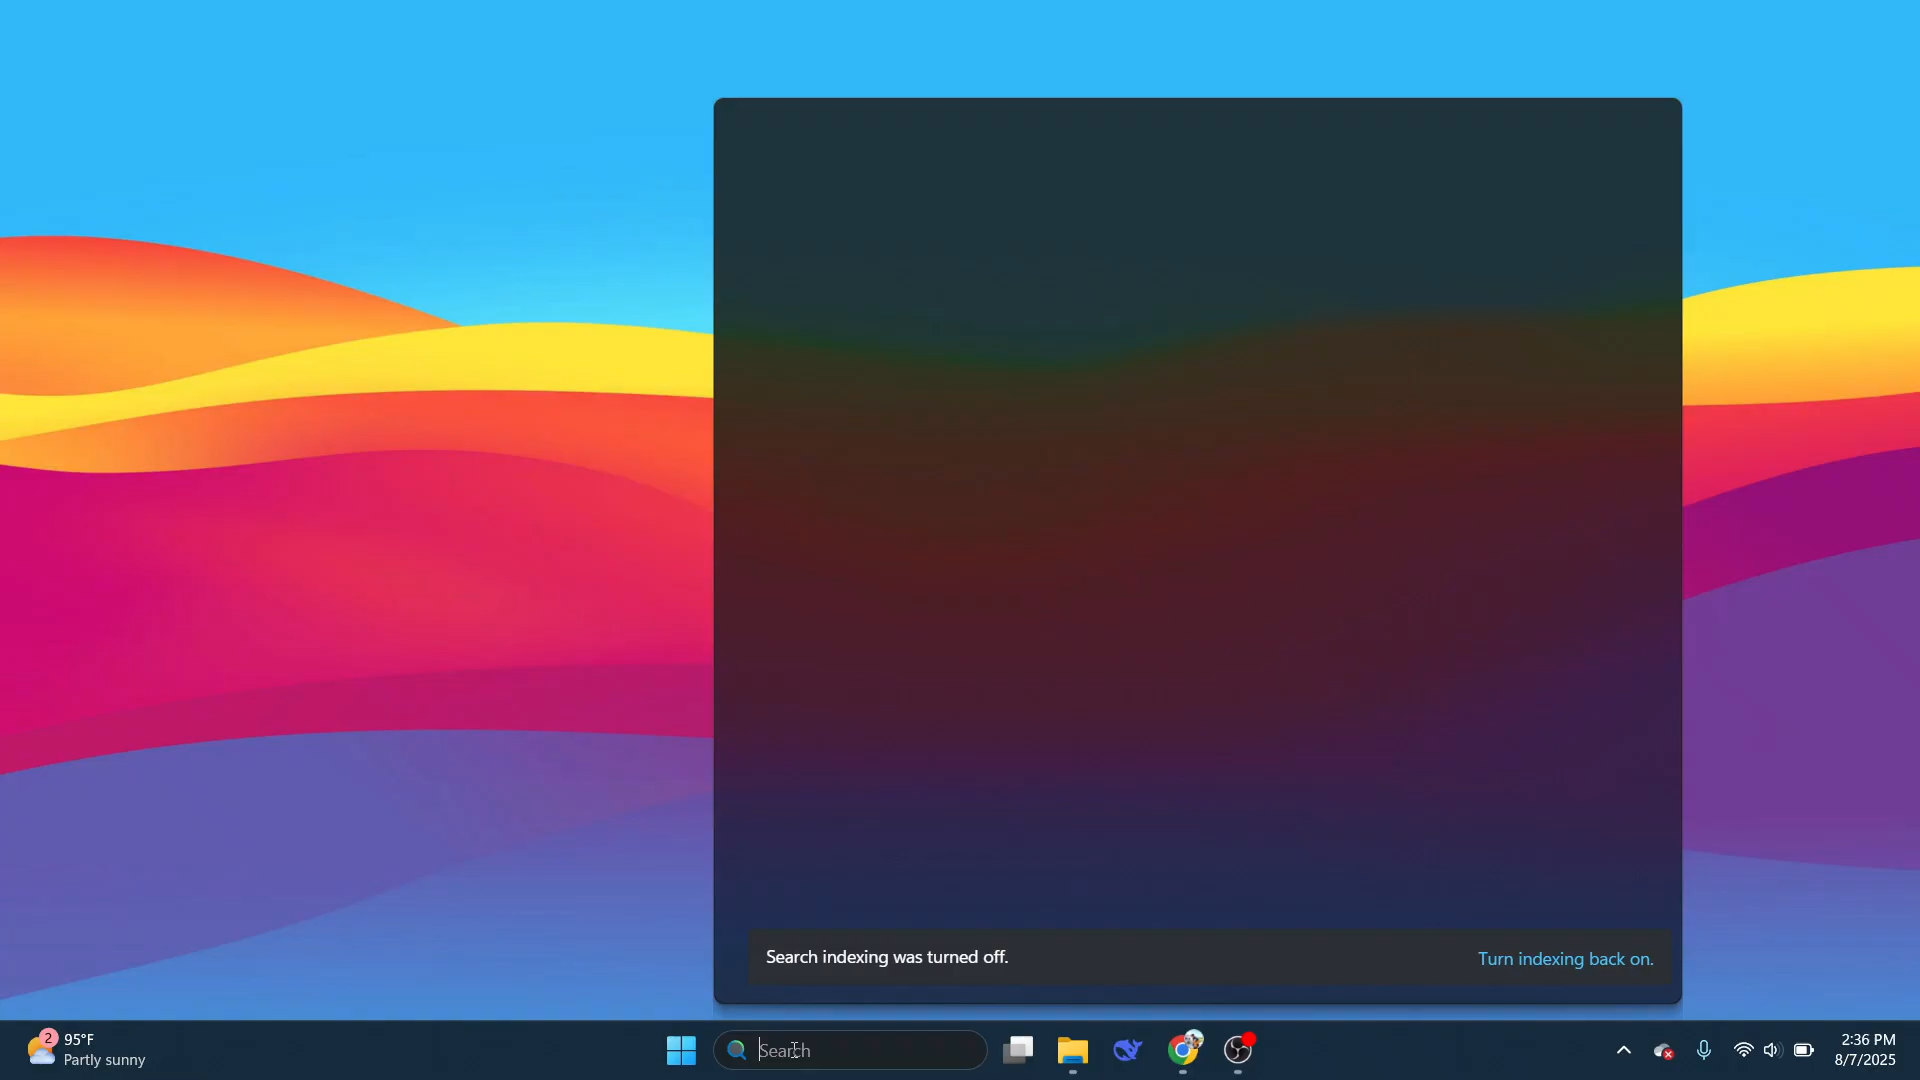 Search indexing was turned off.
Turn indexing back on.
2
95°F
Partly sunny
Search
2:36 PM
8/7/2025